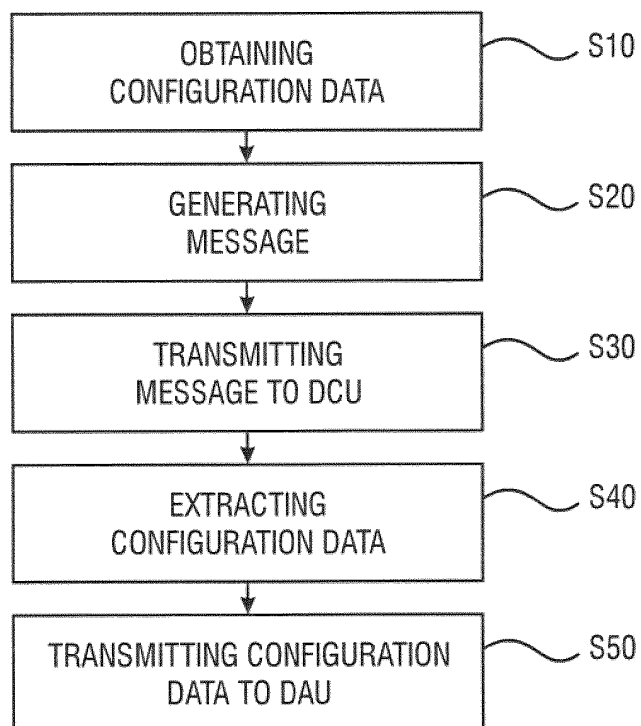 OBTAINING
CONFIGURATION DATA
S10
GENERATING
MESSAGE
S20
TRANSMITTING
MESSAGE TO DCU
S30
EXTRACTING
CONFIGURATION DATA
S40
TRANSMITTING CONFIGURATION
DATA TO DAU
S50